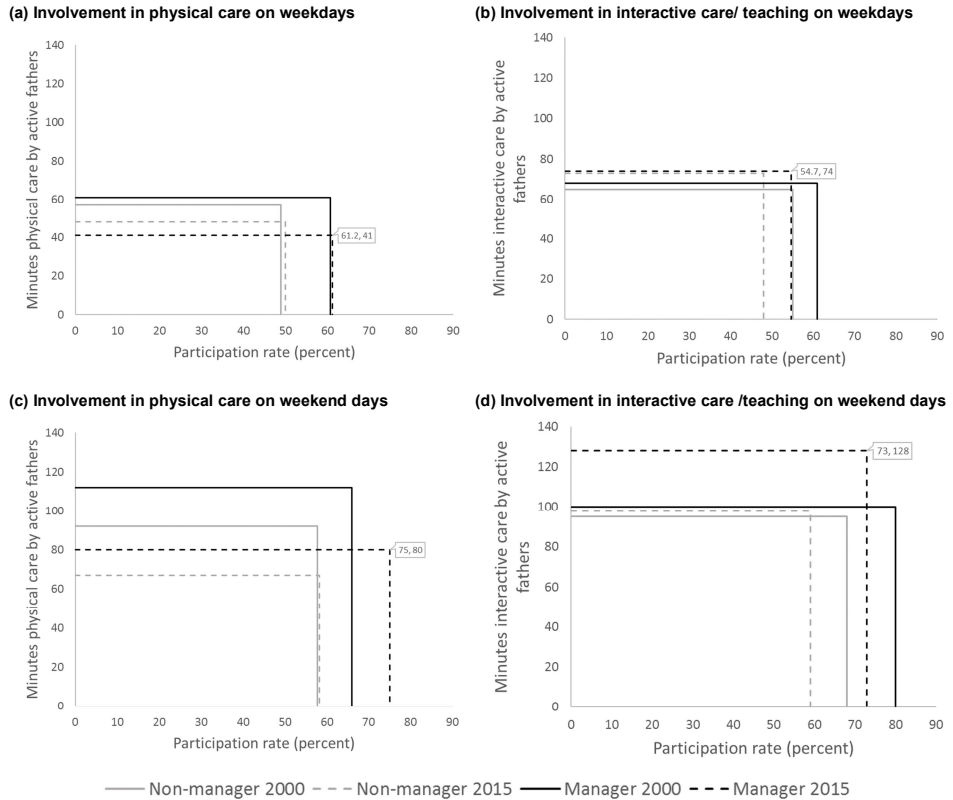 (a) Involvement in physical care on weekdays
Minutes physical care by active fathers
140
120
100
80
60
40
20
0
61.2, 41
0 10 20 30 40 50 60 70 80 90
Participation rate (percent)
(b) Involvement in interactive care/ teaching on weekdays
Minutes interactive care by active
fathers
140
120
100
80
60
40
20
0
54.7, 74
0 10 20 30 40 50 60 70 80 90
Participation rate (percent)
(c) Involvement in physical care on weekend days
Minutes physical care by active fathers
140
120
100
80
60
40
20
0
75, 80
0 10 20 30 40 50 60 70 80 90
Participation rate (percent)
(d) Involvement in interactive care /teaching on weekend days
Minutes interactive care by active
fathers
140
120
100
80
60
40
20
0
73, 128
0 10 20 30 40 50 60 70 80 90
Participation rate (percent)
Non-manager 2000 Non-manager 2015 Manager 2000 Manager 2015